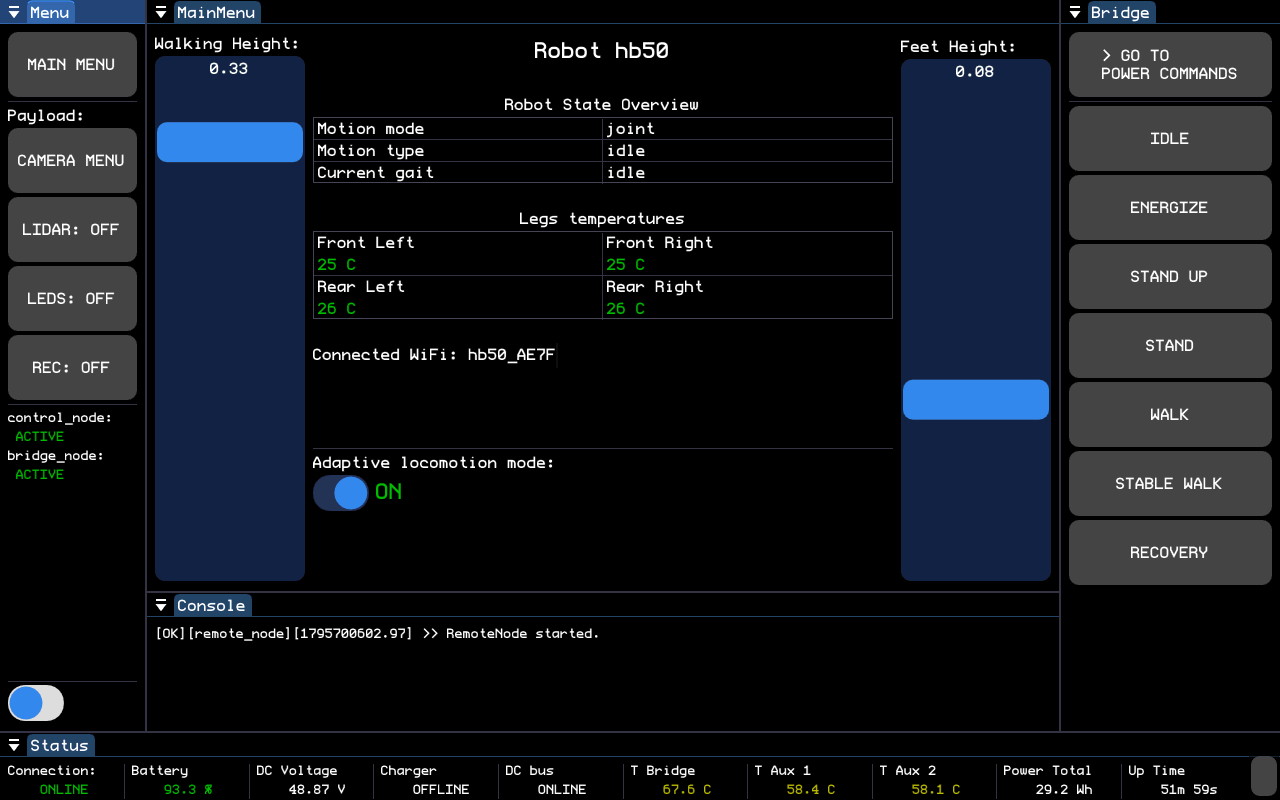 Menu
MAIN MENU
Payload:
CAMERA MENU
LIDAR: OFF
LEDS: OFF
REC: OFF
control_node:
ACTIVE
bridge_node:
ACTIVE
MainMenu
Walking Height:
0.33
Robot hb50
Robot State Overview
Motion mode joint
Motion type idle
Current gait idle
Legs temperatures
Front Left Front Right
25 C 25 C
Rear Left Rear Right
26 C 26 C
Connected WiFi: hb50_AE7F
Adaptive locomotion mode:
ON
Feet Height:
0.08
Console
[OK][remote_node][1795700602.97] >> RemoteNode started.
Bridge
> GO TO
POWER COMMANDS
IDLE
ENERGIZE
STAND UP
STAND
WALK
STABLE WALK
RECOVERY
Status
Connection: Battery DC Voltage Charger DC bus T Bridge T Aux 1 T Aux 2 Power Total Up Time
ONLINE 93.3 % 48.87 V OFFLINE ONLINE 67.6 C 58.4 C 58.1 C 29.2 Wh 51m 59s